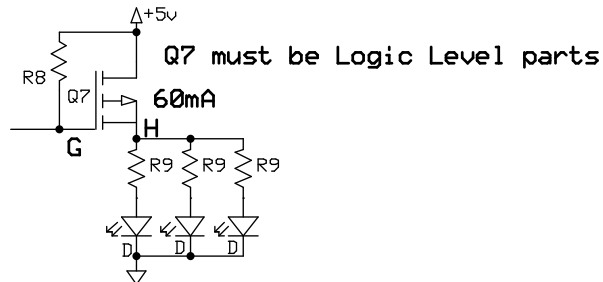 +5v
Q7 must be Logic Level parts
R8
Q7
60mA
G
H
R9 R9 R9
D D D